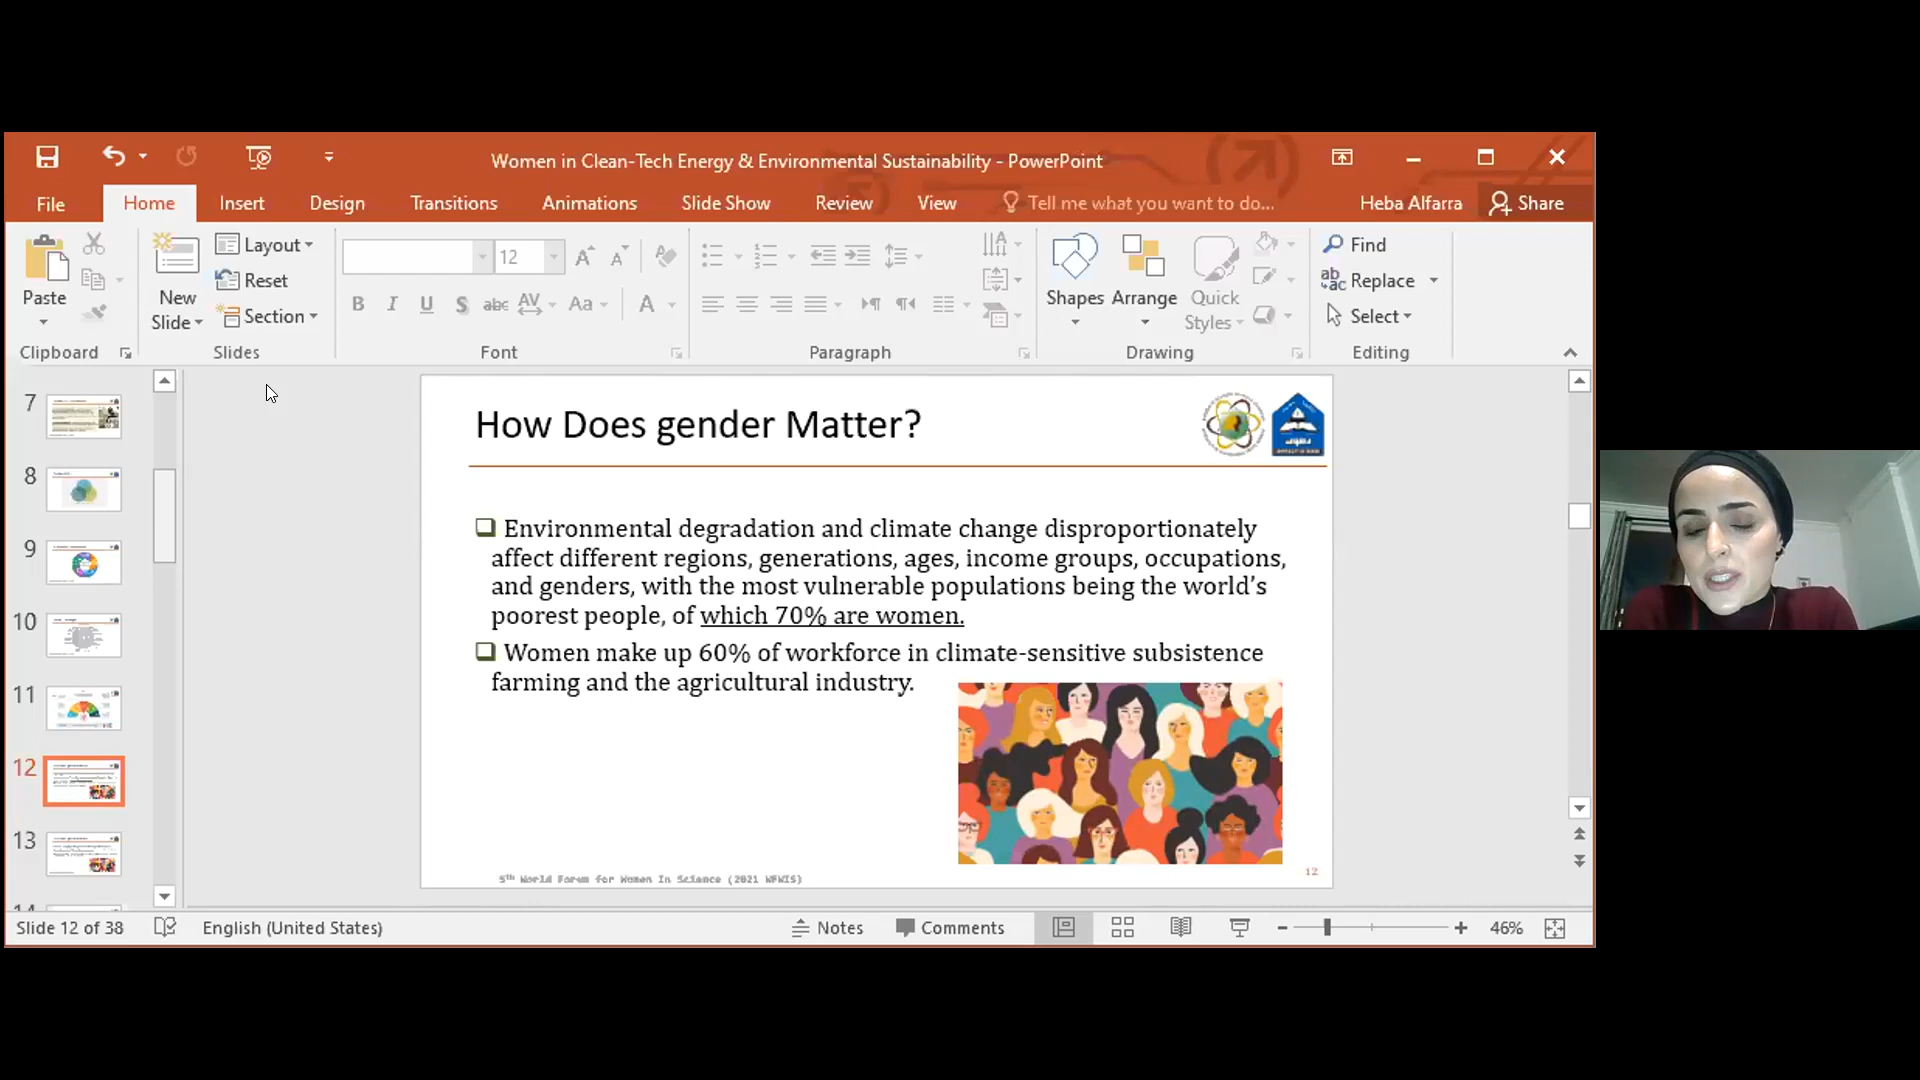 Women in Clean-Tech Energy & Environmental Sustainability - PowerPoint
File Home Insert Design Transitions Animations Slide Show Review View Tell me what you want to do... Heba Alfarra Share
Paste
New Slide
Layout
Reset
Section
12
B I U S abc AV Aa A
Shapes Arrange Quick Styles
Find
Replace
Select
Clipboard Slides Font Paragraph Drawing Editing
7
8
9
10
11
12
13
14
How Does gender Matter?
Environmental degradation and climate change disproportionately
affect different regions, generations, ages, income groups, occupations,
and genders, with the most vulnerable populations being the world's
poorest people, of which 70% are women.
Women make up 60% of workforce in climate-sensitive subsistence
farming and the agricultural industry.
5th World Forum for Women In Science (2021 WFWIS)
12
Slide 12 of 38 English (United States) Notes Comments 46%